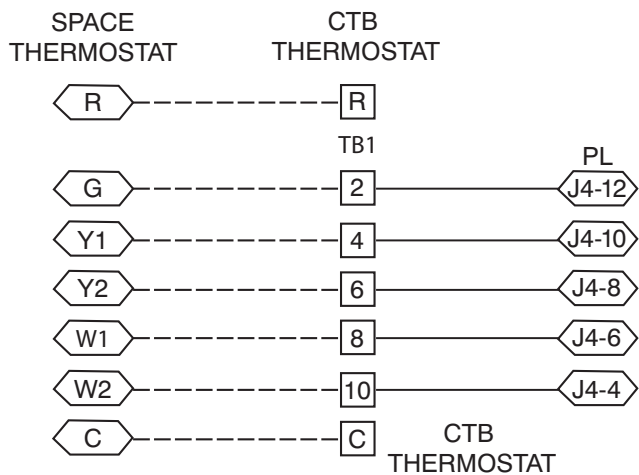 SPACE THERMOSTAT
CTB THERMOSTAT
R R
TB1
PL
G 2 J4-12
Y1 4 J4-10
Y2 6 J4-8
W1 8 J4-6
W2 10 J4-4
C C
CTB THERMOSTAT